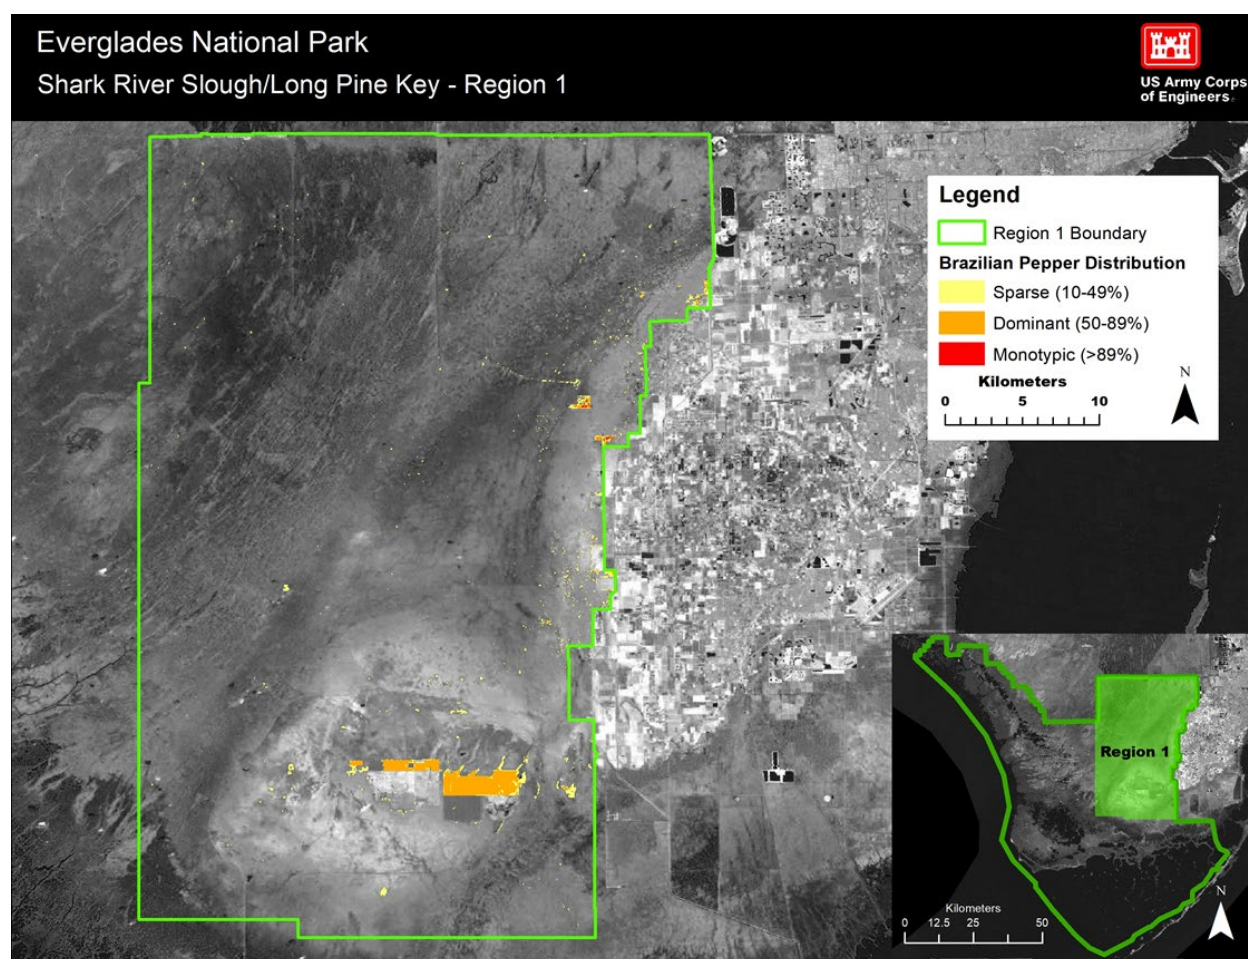 Everglades National Park
Shark River Slough/Long Pine Key - Region 1
US Army Corps
of Engineers
Legend
Region 1 Boundary
Brazilian Pepper Distribution
Sparse (10-49%)
Dominant (50-89%)
Monotypic (>89%)
Kilometers
0 5 10
N
Region 1
Kilometers
0 12.5 25 50
N